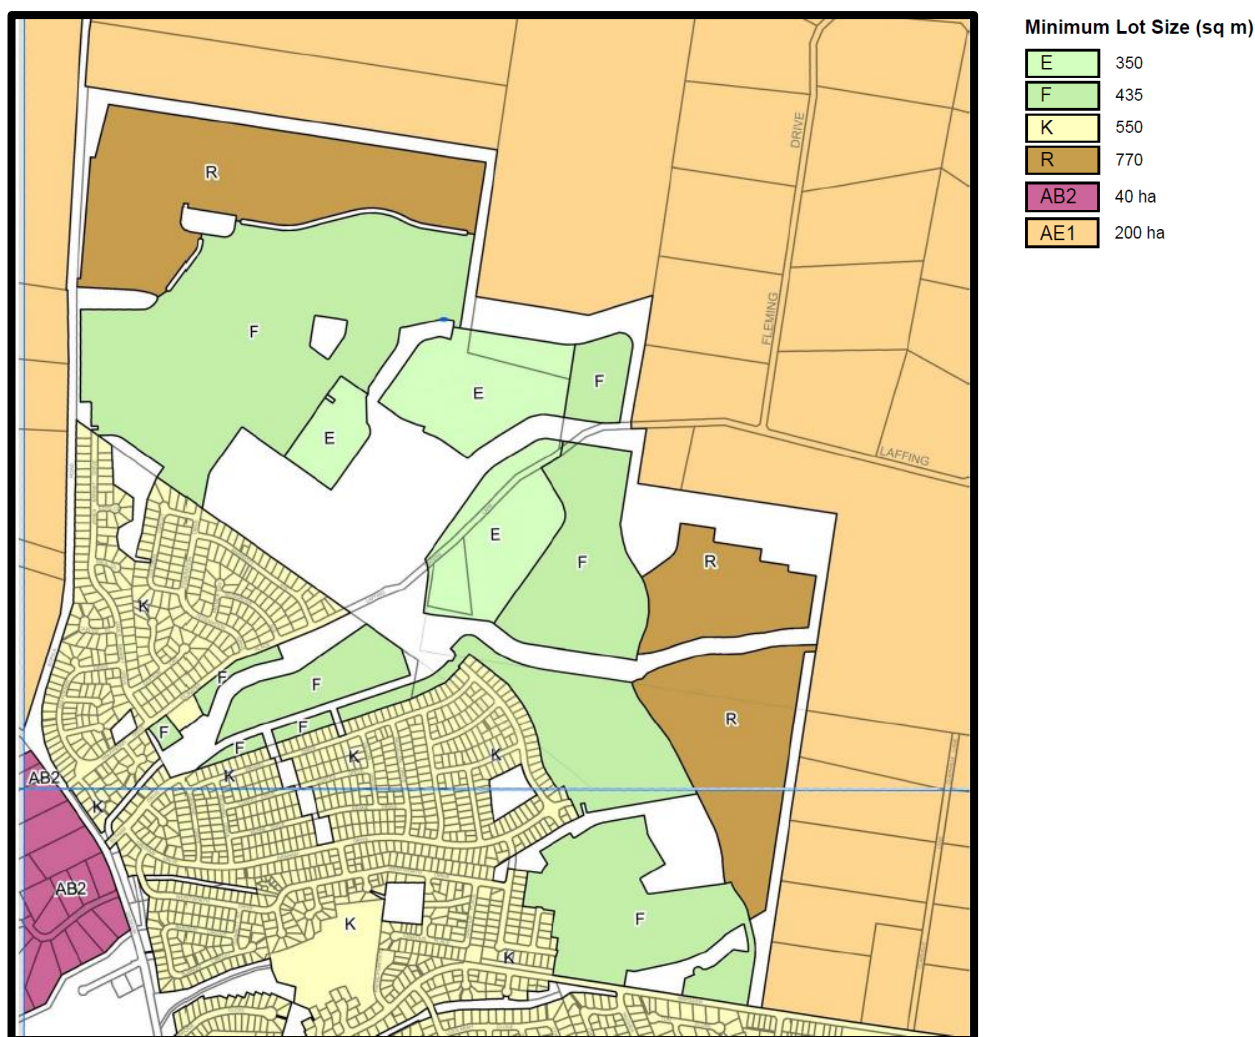 Minimum Lot Size (sq m)
E 350
F 435
K 550
R 770
AB2 40 ha
AE1 200 ha
DRIVE
R
FLEMING
F
E
F
E
LAFFING
E
F
R
K
F
F
R
F
F
K
K
K
AB2
K
AB2
F
K
K